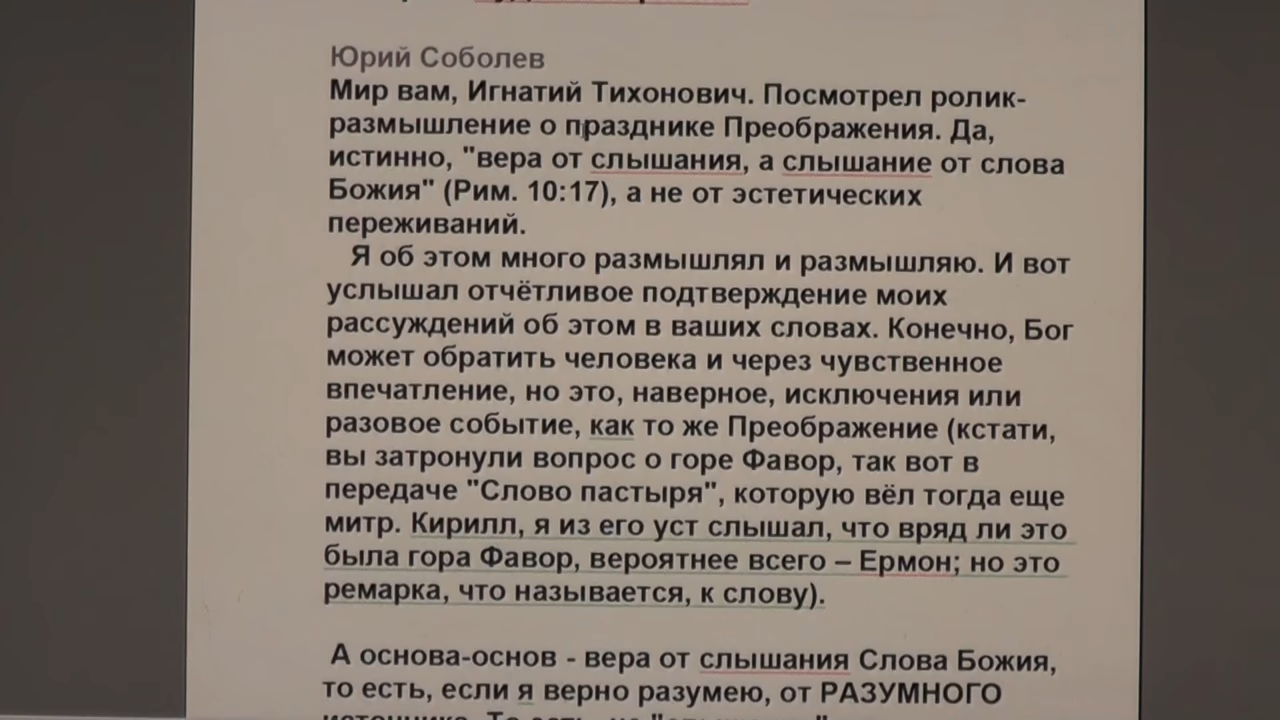 Юрий Соболев
Мир вам, Игнатий Тихонович. Посмотрел ролик-
размышление о празднике Преображения. Да,
истинно, "вера от слышания, а слышание от слова
Божия" (Рим. 10:17), а не от эстетических
переживаний.
Я об этом много размышлял и размышляю. И вот
услышал отчётливое подтверждение моих
рассуждений об этом в ваших словах. Конечно, Бог
может обратить человека и через чувственное
впечатление, но это, наверное, исключения или
разовое событие, как то же Преображение (кстати,
вы затронули вопрос о горе Фавор, так вот в
передаче "Слово пастыря", которую вёл тогда еще
митр. Кирилл, я из его уст слышал, что вряд ли это
была гора Фавор, вероятнее всего – Ермон; но это
ремарка, что называется, к слову).
А основа-основ - вера от слышания Слова Божия,
то есть, если я верно разумею, от РАЗУМНОГО